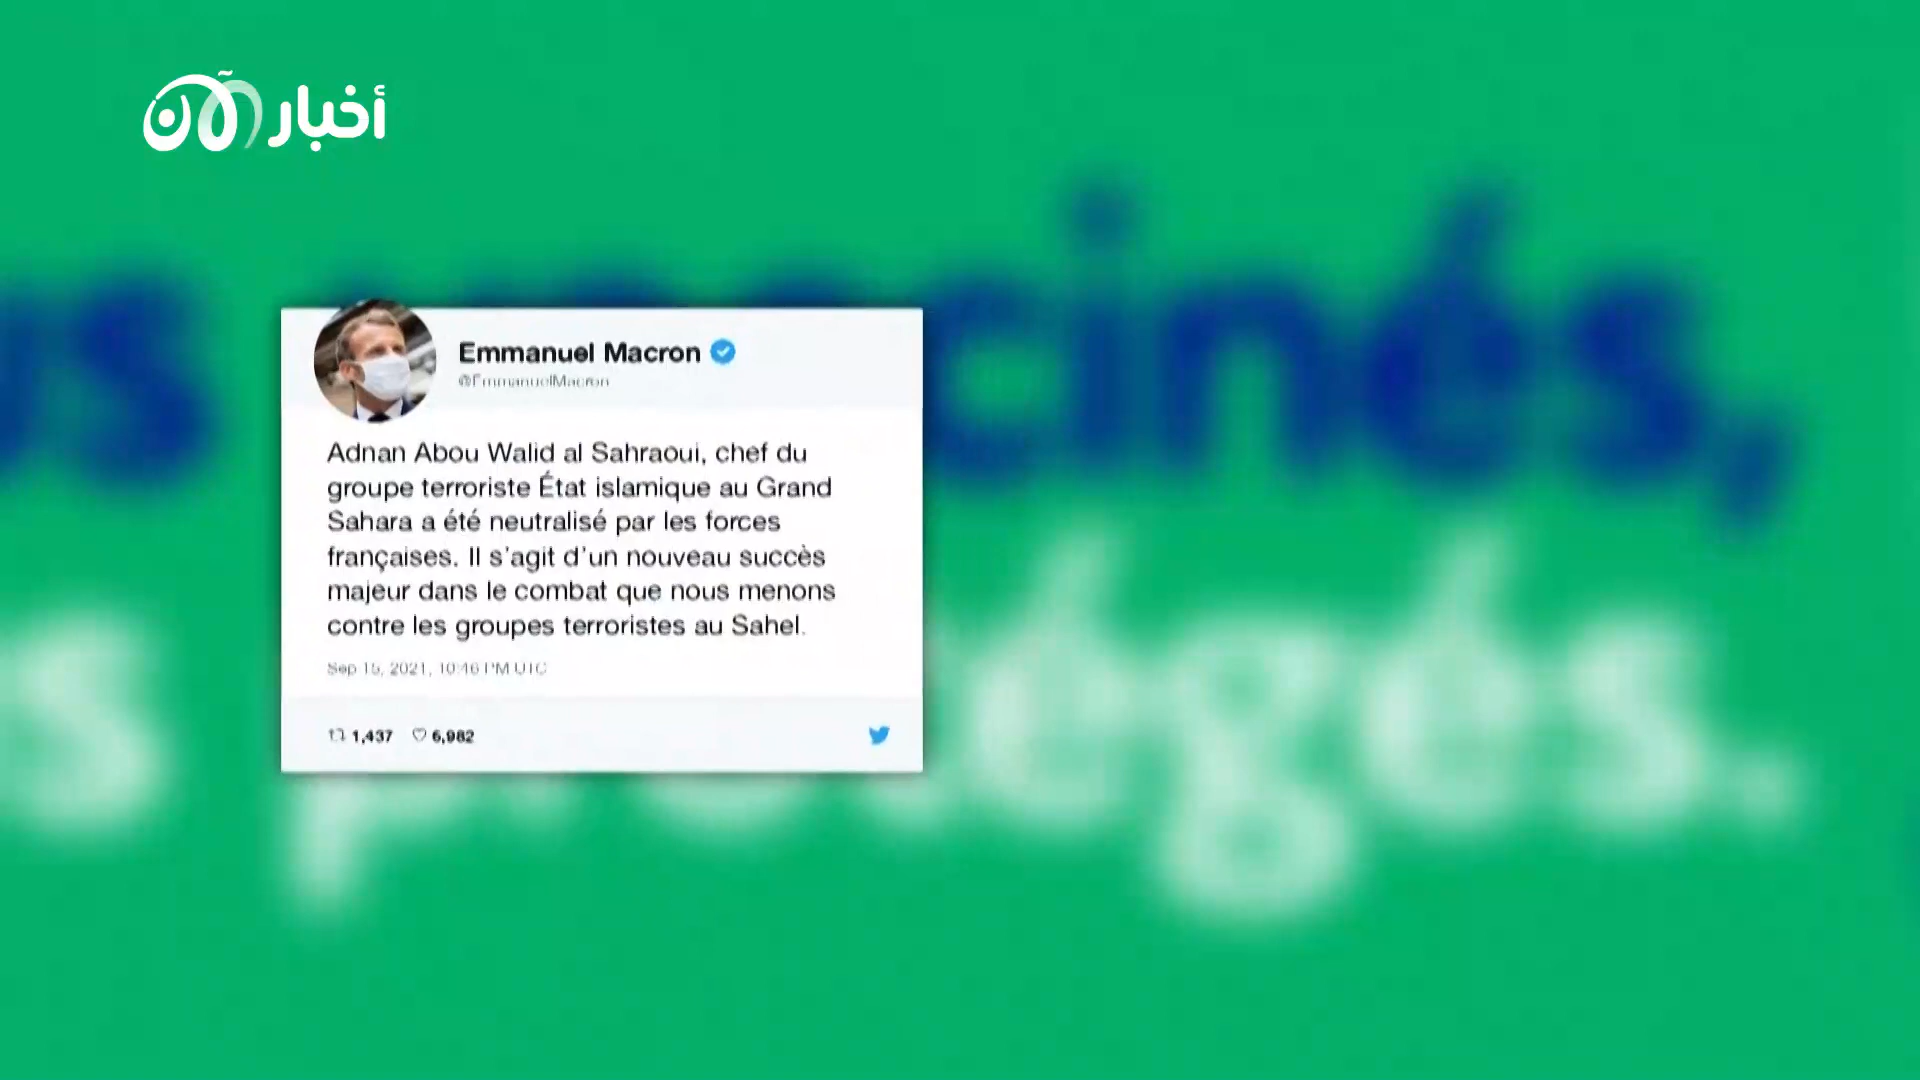 أخبار الآن
Emmanuel Macron
@EmmanuelMacron
Adnan Abou Walid al Sahraoui, chef du
groupe terroriste État islamique au Grand
Sahara a été neutralisé par les forces
françaises. Il s’agit d’un nouveau succès
majeur dans le combat que nous menons
contre les groupes terroristes au Sahel.
Sep 15, 2021, 10:46 PM UTC
1,437 6,982